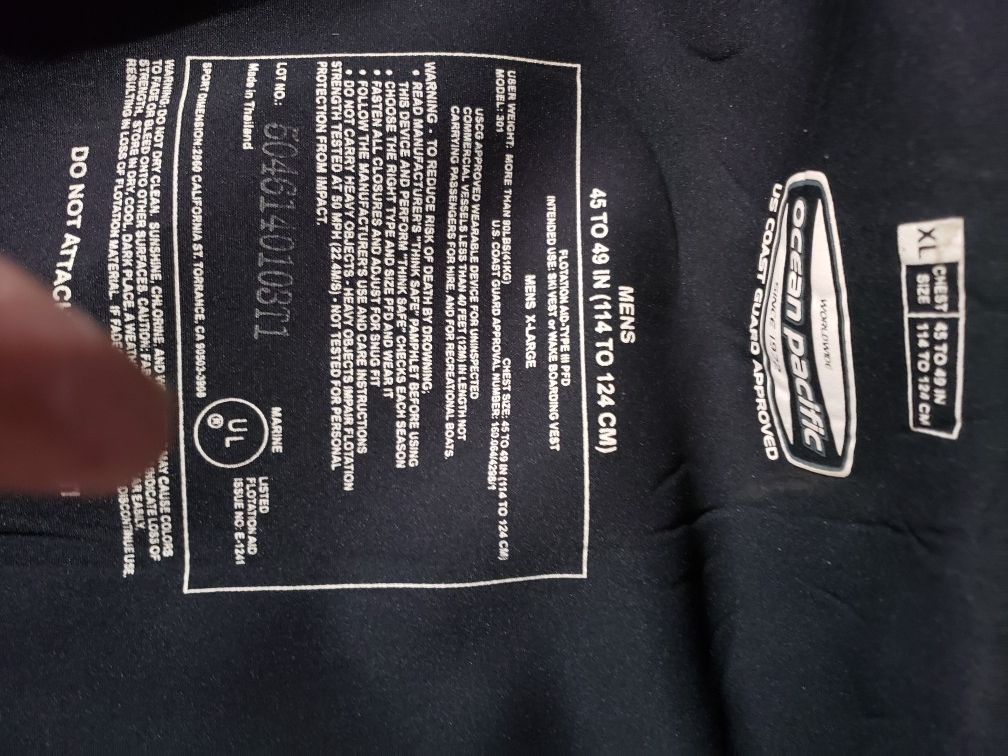 XL
CHEST SIZE
45 TO 49 IN
114 TO 124 CM
ocean pacific
WORLDWIDE
SINCE 1972
US COAST GUARD APPROVED
MENS
45 TO 49 IN (114 TO 124 CM)
FLOTATION AID-TYPE III PFD
INTENDED USE: SKI VEST or WAKE BOARDING VEST
MENS X-LARGE
USER WEIGHT: MORE THAN 90LBS(41KG) CHEST SIZE: 45 TO 49 IN (114 TO 124 CM)
MODEL: 301 U.S COAST GUARD APPROVAL NUMBER:
USCG APPROVED WEARABLE DEVICE FOR UNINSPECTED
COMMERCIAL VESSELS LESS THAN 40 FEET (12M) IN LENGTH NOT
CARRYING PASSENGERS FOR HIRE, AND FOR RECREATIONAL BOATS.
WARNING - TO REDUCE RISK OF DEATH BY DROWNING;
• READ MANUFACTURER'S "THINK SAFE" PAMPHLET BEFORE USING
THIS DEVICE AND PERFORM "THINK SAFE" CHECKS EACH SEASON
• CHOOSE THE RIGHT TYPE AND SIZE PFD AND WEAR IT
• FASTEN ALL CLOSURES AND ADJUST FOR SNUG FIT
• FOLLOW THE MANUFACTURER'S USE AND CARE INSTRUCTIONS
• DO NOT CARRY HEAVY OBJECTS - HEAVY OBJECTS IMPAIR FLOTATION
STRENGTH TESTED AT 50 MPH (22.4M/S) - NOT TESTED FOR PERSONAL
PROTECTION FROM IMPACT.
LOT NO.:
Made in Thailand
MARINE
UL
®
LISTED
FLOTATION AID
ISSUE NO: E-1241
SPORT DIMENSION:2060 CALIFORNIA ST. TORRANCE, CA 90503-3906
WARNING: DO NOT DRY CLEAN. SUNSHINE, CHLORINE, AND MAY CAUSE COLORS
TO FADE OR BLEED ONTO OTHER SURFACES. CAUTION: INDICATE LOSS OF
STRENGTH. STORE IN DRY, COOL, DARK PLACE. A EASILY,
RESULTING IN LOSS OF FLOTATION MATERIAL. IF DISCONTINUE USE.
DO NOT